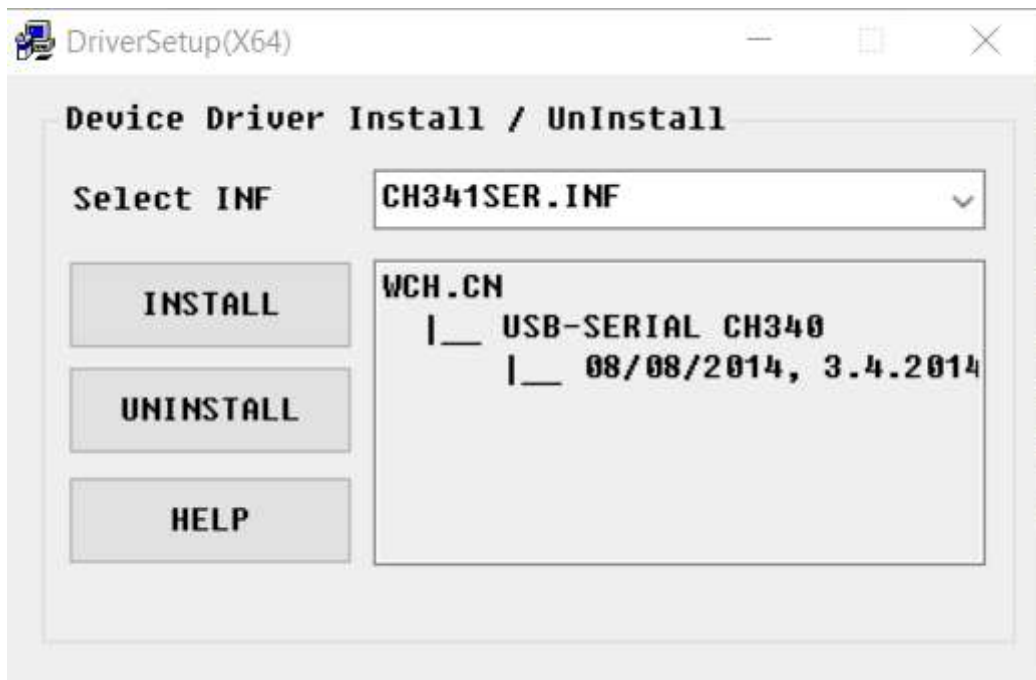 DriverSetup(X64)
Device Driver Install / UnInstall
Select INF
CH341SER.INF
INSTALL
UNINSTALL
HELP
WCH.CN
|__ USB-SERIAL CH340
|__ 08/08/2014, 3.4.2014